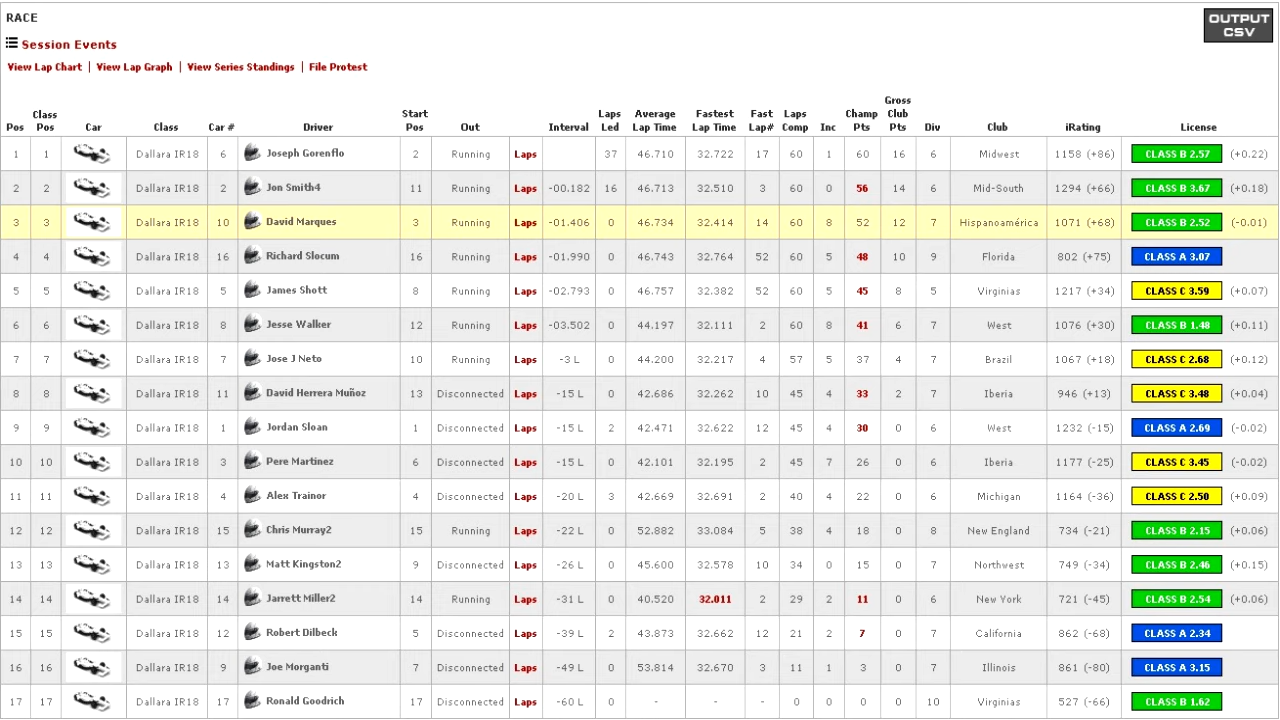 RACE
OUTPUT CSV
Session Events
View Lap Chart | View Lap Graph | View Series Standings | File Protest
Pos Class Pos Car Class Car # Driver Start Pos Out Interval Laps Led Average Lap Time Fastest Lap Time Fast Lap# Laps Comp Inc Champ Pts Gross Club Pts Div Club iRating License
1 1 Dallara IR18 6 Joseph Gorenflo 2 Running Laps 37 46.710 32.722 17 60 1 60 16 6 Midwest 1158 (+86) CLASS B 2.57 (+0.22)
2 2 Dallara IR18 2 Jon Smith4 11 Running Laps -00.182 16 46.713 32.510 3 60 0 56 14 6 Mid-South 1294 (+66) CLASS B 3.67 (+0.18)
3 3 Dallara IR18 10 David Marques 3 Running Laps -01.406 0 46.734 32.414 14 60 8 52 12 7 Hispanoamérica 1071 (+68) CLASS B 2.52 (-0.01)
4 4 Dallara IR18 16 Richard Slocum 16 Running Laps -01.990 0 46.743 32.764 52 60 5 48 10 9 Florida 802 (+75) CLASS A 3.07
5 5 Dallara IR18 5 James Shott 8 Running Laps -02.793 0 46.757 32.382 52 60 5 45 8 5 Virginias 1217 (+34) CLASS C 3.59 (+0.07)
6 6 Dallara IR18 8 Jesse Walker 12 Running Laps -03.502 0 44.197 32.111 2 60 8 41 6 7 West 1076 (+30) CLASS B 1.48 (+0.11)
7 7 Dallara IR18 7 Jose J Neto 10 Running Laps -3 L 0 44.200 32.217 4 57 5 37 4 7 Brazil 1067 (+18) CLASS C 2.68 (+0.12)
8 8 Dallara IR18 11 David Herrera Muñoz 13 Disconnected Laps -15 L 0 42.686 32.262 10 45 4 33 2 7 Iberia 946 (+13) CLASS C 3.48 (+0.04)
9 9 Dallara IR18 1 Jordan Sloan 1 Disconnected Laps -15 L 2 42.471 32.622 12 45 4 30 0 6 West 1232 (-15) CLASS A 2.69 (-0.02)
10 10 Dallara IR18 3 Pere Martinez 6 Disconnected Laps -15 L 0 42.101 32.195 2 45 7 26 0 6 Iberia 1177 (-25) CLASS C 3.45 (-0.02)
11 11 Dallara IR18 4 Alex Trainor 4 Disconnected Laps -20 L 3 42.669 32.691 2 40 4 22 0 6 Michigan 1164 (-36) CLASS C 2.50 (+0.09)
12 12 Dallara IR18 15 Chris Murray2 15 Running Laps -22 L 0 52.882 33.084 5 38 4 18 0 8 New England 734 (-21) CLASS B 2.15 (+0.06)
13 13 Dallara IR18 13 Matt Kingston2 9 Disconnected Laps -26 L 0 45.600 32.578 10 34 0 15 0 7 Northwest 749 (-34) CLASS B 2.46 (+0.15)
14 14 Dallara IR18 14 Jarrett Miller2 14 Running Laps -31 L 0 40.520 32.011 2 29 2 11 0 6 New York 721 (-45) CLASS B 2.54 (+0.06)
15 15 Dallara IR18 12 Robert Dilbeck 5 Disconnected Laps -39 L 2 43.873 32.662 12 21 2 7 0 7 California 862 (-68) CLASS A 2.34
16 16 Dallara IR18 9 Joe Morganti 7 Disconnected Laps -49 L 0 53.814 32.670 3 11 1 3 0 7 Illinois 861 (-80) CLASS A 3.15
17 17 Dallara IR18 17 Ronald Goodrich 17 Disconnected Laps -60 L 0 - - - 0 0 0 0 10 Virginias 527 (-66) CLASS B 1.62